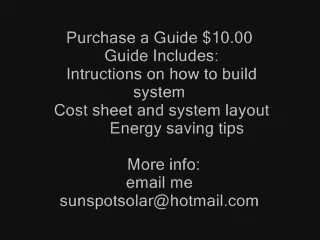 Purchase a Guide $10.00
Guide Includes:
Intructions on how to build
system
Cost sheet and system layout
Energy saving tips
More info:
email me
sunspotsolar@hotmail.com